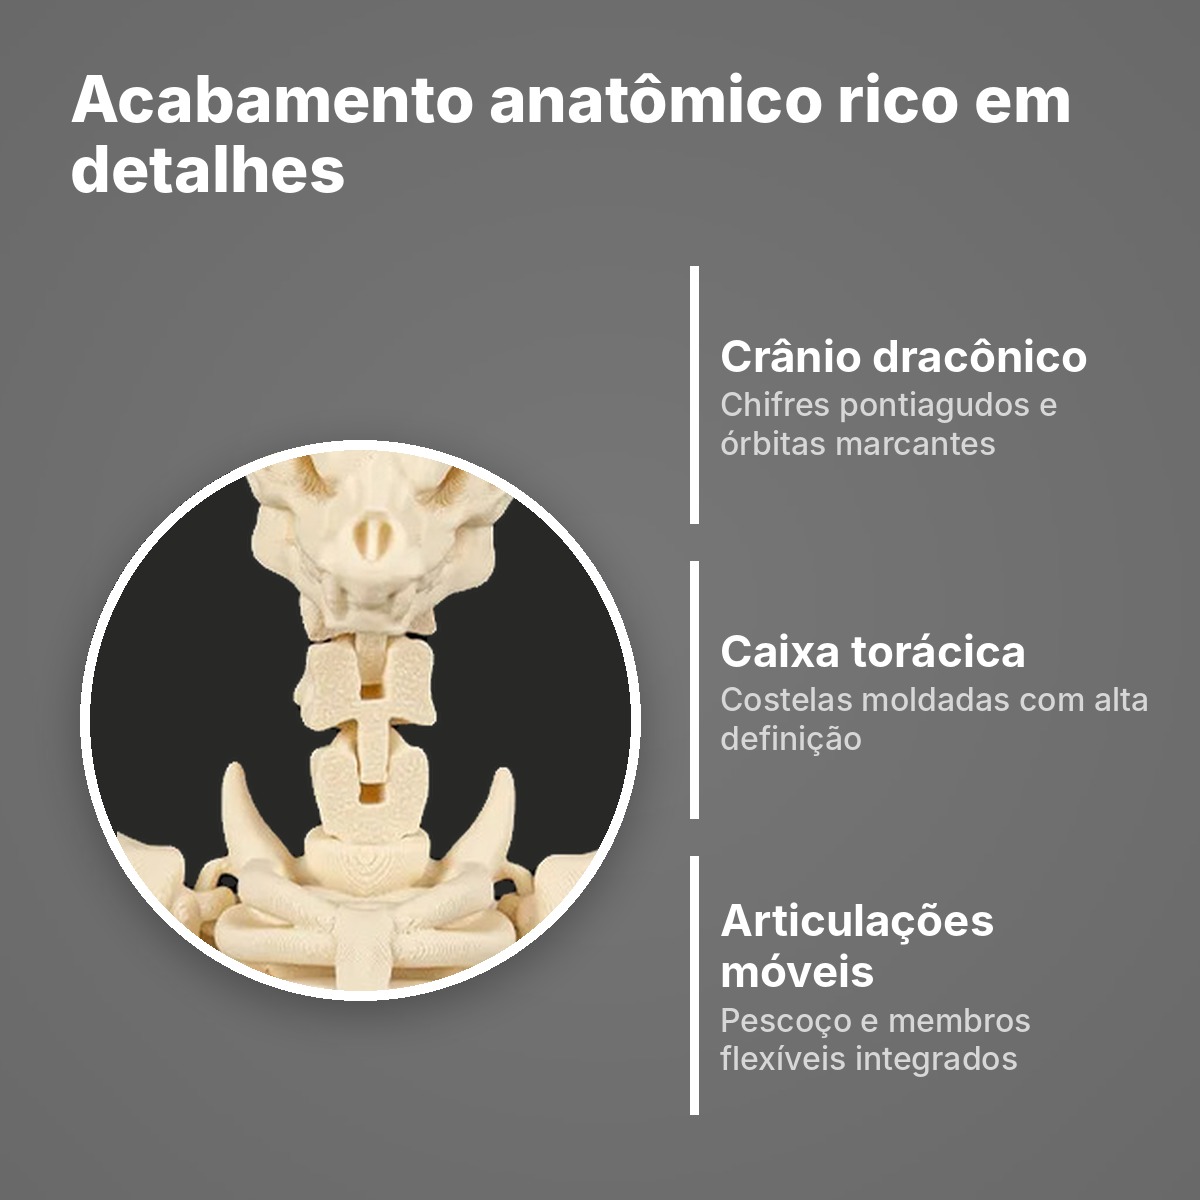 Acabamento anatômico rico em
detalhes
Crânio dracônico
Chifres pontiagudos e
órbitas marcantes
Caixa torácica
Costelas moldadas com alta
definição
Articulações
móveis
Pescoço e membros
flexíveis integrados